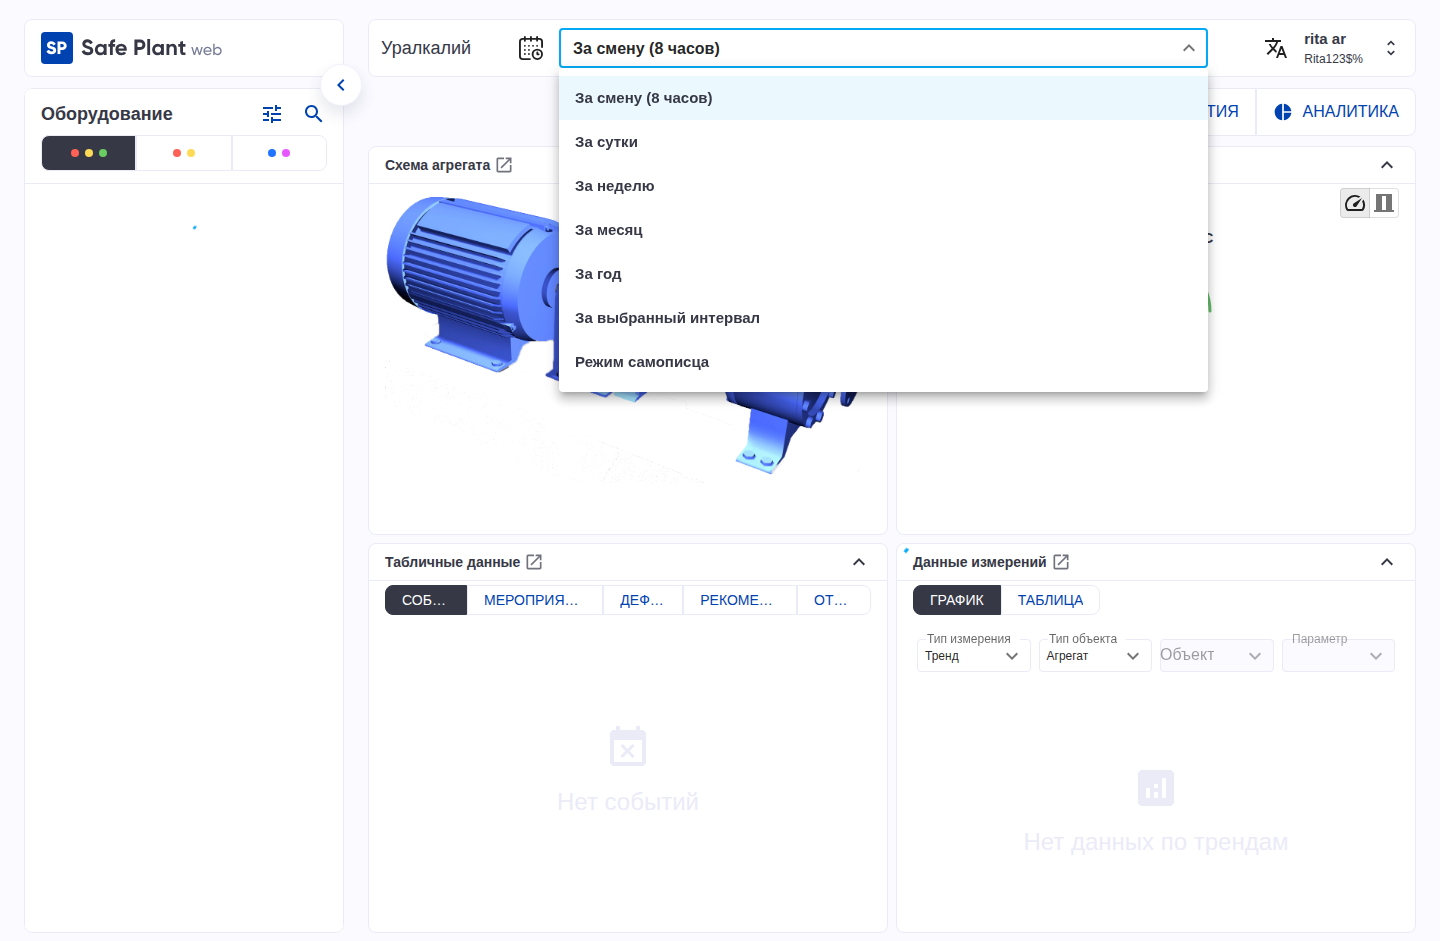 SP Safe Plant web
Уралкалий
За смену (8 часов)
rita ar
Rita123$%
Оборудование
За смену (8 часов)
За сутки
За неделю
За месяц
За год
За выбранный интервал
Режим самописца
ТИЯ
АНАЛИТИКА
Схема агрегата
С
Табличные данные
СОБ…
МЕРОПРИЯ…
ДЕФ…
РЕКОМЕ…
ОТ…
Нет событий
Данные измерений
ГРАФИК
ТАБЛИЦА
Тип измерения
Тренд
Тип объекта
Агрегат
Объект
Параметр
Нет данных по трендам